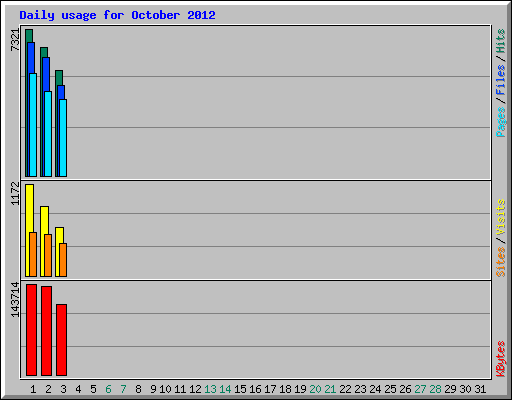 Daily usage for October 2012
7321
Pages / Files / Hits
1172
Sites / Visits
143714
KBytes
1 2 3 4 5 6 7 8 9 10 11 12 13 14 15 16 17 18 19 20 21 22 23 24 25 26 27 28 29 30 31